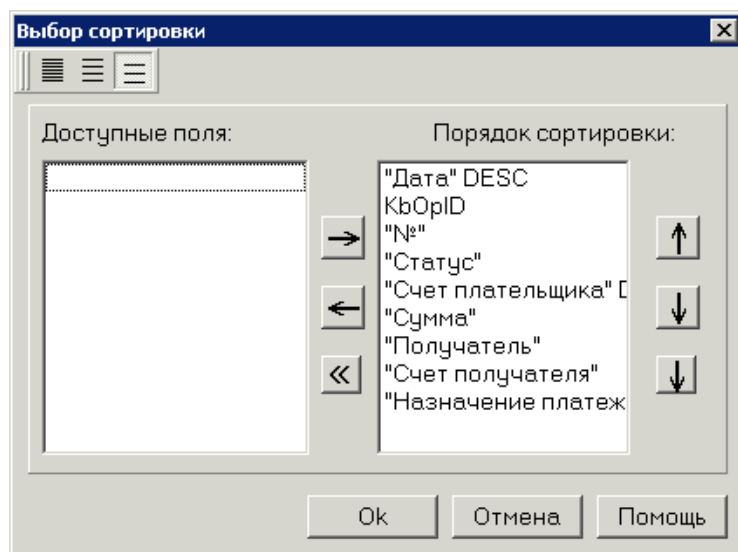 Выбор сортировки
Доступные поля:
Порядок сортировки:
"Дата" DESC
KbOpID
"№"
"Статус"
"Счет плательщика"
"Сумма"
"Получатель"
"Счет получателя"
"Назначение платеж
Ok
Отмена
Помощь